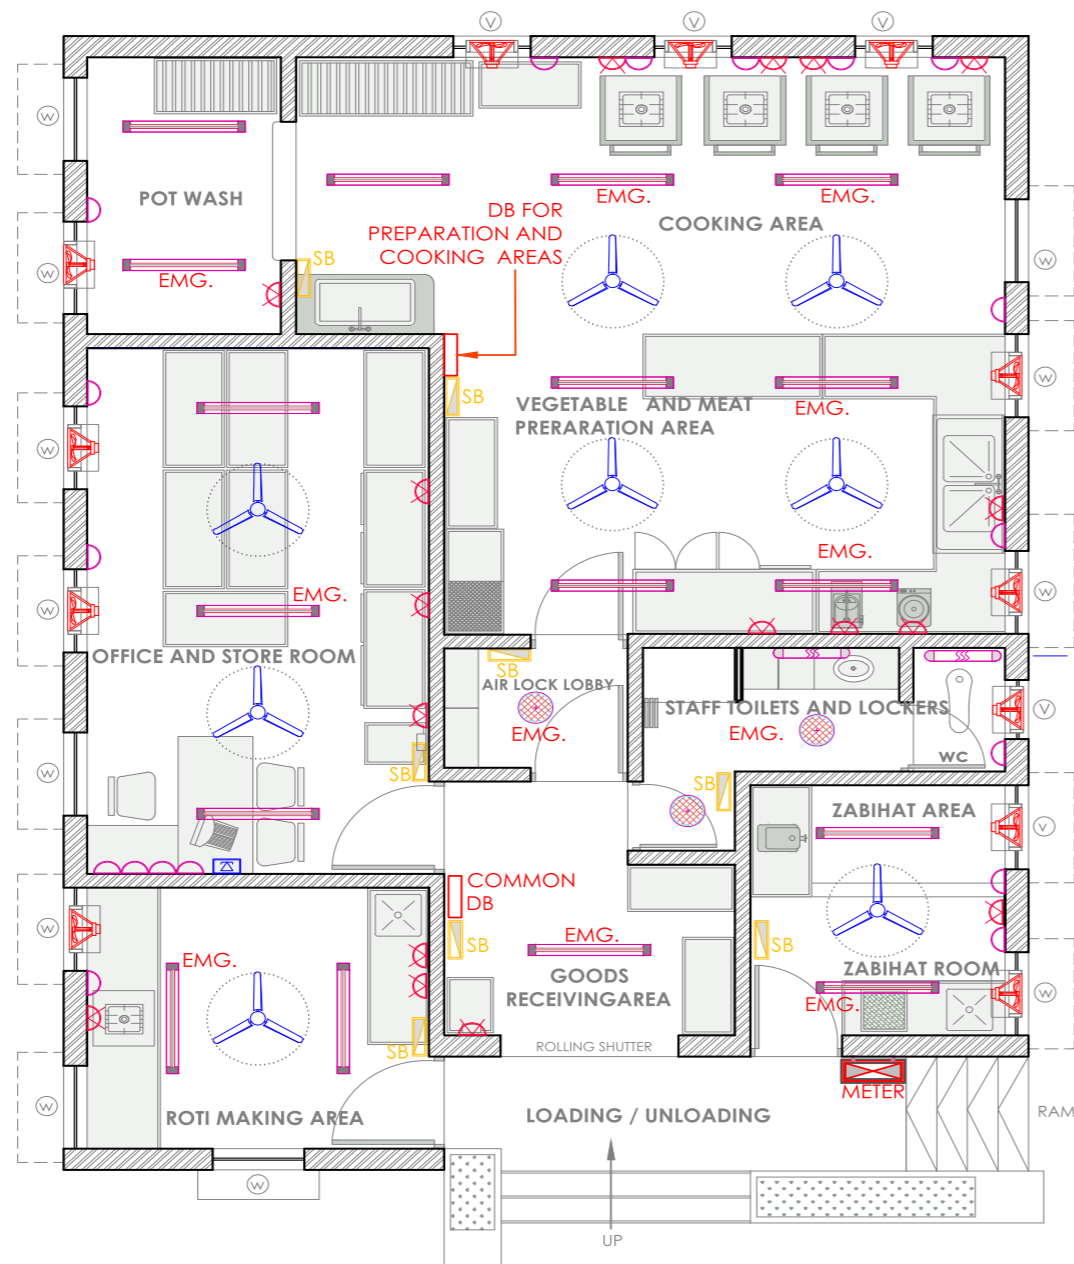 V
V
V
W
POT WASH
EMG.
EMG.
DB FOR
PREPARATION AND
COOKING AREAS
COOKING AREA
W
EMG.
SB
W
W
SB
VEGETABLE AND MEAT
PRERARATION AREA
EMG.
W
EMG.
W
EMG.
W
OFFICE AND STORE ROOM
SB
AIR LOCK LOBBY
EMG.
STAFF TOILETS AND LOCKERS
EMG.
V
WC
W
SB
SB
ZABIHAT AREA
V
COMMON
DB
SB
EMG.
SB
W
EMG.
GOODS
RECEIVINGAREA
ZABIHAT ROOM
EMG.
W
SB
ROLLING SHUTTER
METER
W
ROTI MAKING AREA
LOADING / UNLOADING
RAM
W
UP